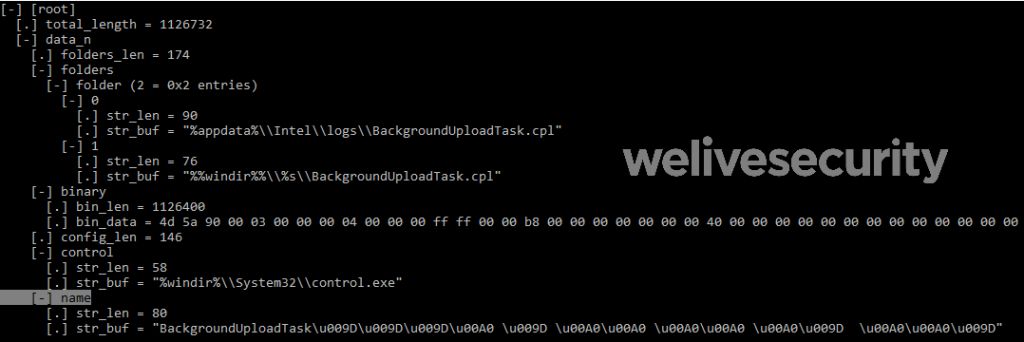 [-] [root]
[.] total_length = 1126732
[-] data_n
[.] folders_len = 174
[-] folders
[-] folder (2 = 0x2 entries)
[-] 0
[.] str_len = 90
[.] str_buf = "%appdata%\\Intel\\logs\\BackgroundUploadTask.cpl"
[-] 1
[.] str_len = 76
[.] str_buf = "%%windir%%\\%s\\BackgroundUploadTask.cpl"
welivesecurity
[-] binary
[.] bin_len = 1126400
[.] bin_data = 4d 5a 90 00 03 00 00 00 04 00 00 00 ff ff 00 00 b8 00 00 00 00 00 00 00 40 00 00 00 00 00 00 00 00 00 00 00 00 00
[.] config_len = 146
[-] control
[.] str_len = 58
[.] str_buf = "%windir%\\System32\\control.exe"
[-] name
[.] str_len = 80
[.] str_buf = "BackgroundUploadTask\u009D\u009D\u009D\u00A0 \u009D \u00A0\u00A0 \u00A0\u00A0 \u00A0\u009D  \u00A0\u00A0\u009D"